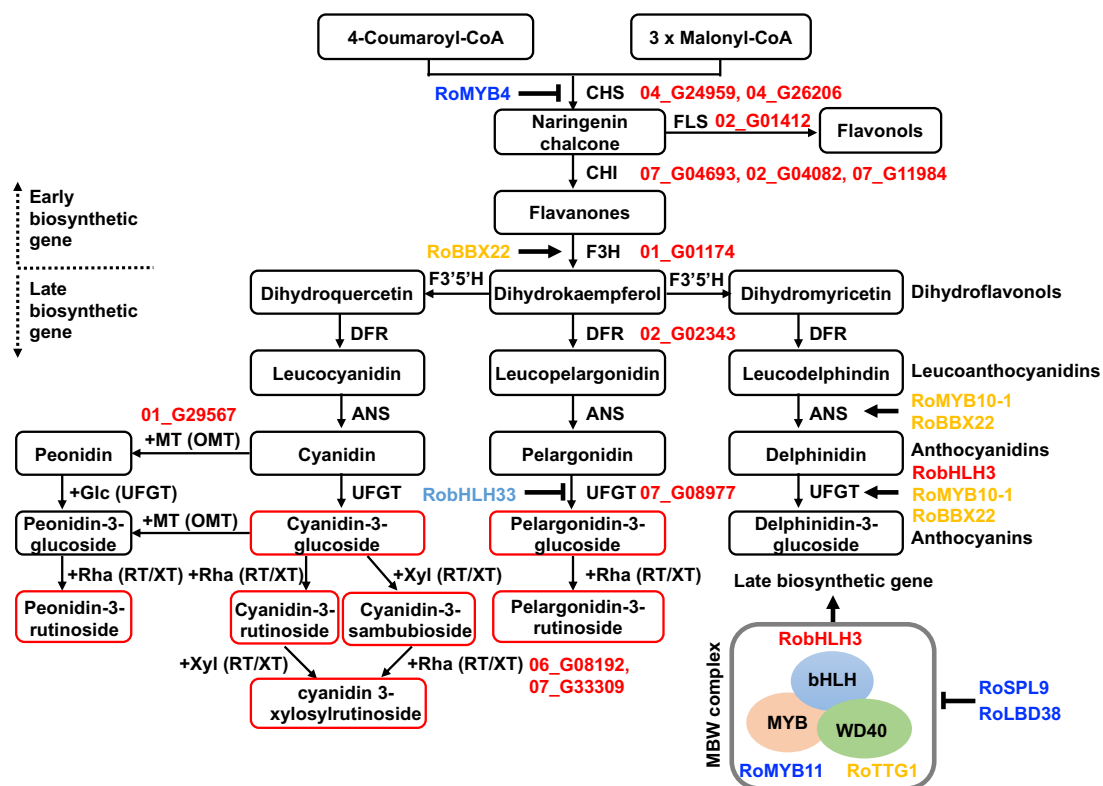 4-Coumaroyl-CoA
3 x Malonyl-CoA
RoMYB4
CHS
04_G24959, 04_G26206
Naringenin
chalcone
FLS
02_G01412
Flavonols
CHI
07_G04693, 02_G04082, 07_G11984
Early
biosynthetic
gene
Flavanones
RoBBX22
F3H
01_G01174
Late
biosynthetic
gene
Dihydroquercetin
F3’5’H
Dihydrokaempferol
F3’5’H
Dihydromyricetin
Dihydroflavonols
DFR
DFR
02_G02343
DFR
Leucocyanidin
Leucopelargonidin
Leucodelphindin
Leucoanthocyanidins
01_G29567
ANS
ANS
ANS
RoMYB10-1
RoBBX22
+MT (OMT)
Peonidin
Cyanidin
Pelargonidin
Delphinidin
Anthocyanidins
+Glc (UFGT)
UFGT
RobHLH33
UFGT
07_G08977
UFGT
RobHLH3
RoMYB10-1
RoBBX22
Peonidin-3-
glucoside
+MT (OMT)
Cyanidin-3-
glucoside
Pelargonidin-3-
glucoside
Delphinidin-3-
glucoside
Anthocyanins
+Rha (RT/XT)
+Rha (RT/XT)
+Xyl (RT/XT)
+Rha (RT/XT)
Peonidin-3-
rutinoside
Cyanidin-3-
rutinoside
Cyanidin-3-
sambubioside
Pelargonidin-3-
rutinoside
+Xyl (RT/XT)
+Rha (RT/XT)
06_G08192,
07_G33309
cyanidin 3-
xylosylrutinoside
Late biosynthetic gene
MBW complex
RobHLH3
bHLH
MYB
WD40
RoMYB11
RoTTG1
RoSPL9
RoLBD38